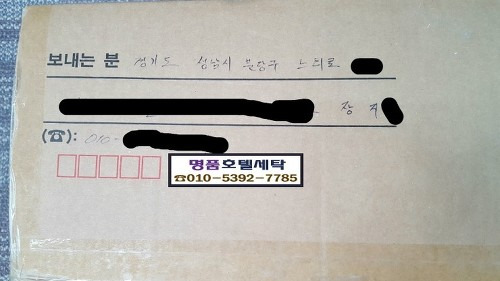 보내는 분 경기도 성남시 분당구 느티로
장 지
(☎): 010-
명품호텔세탁
☎010-5392-7785